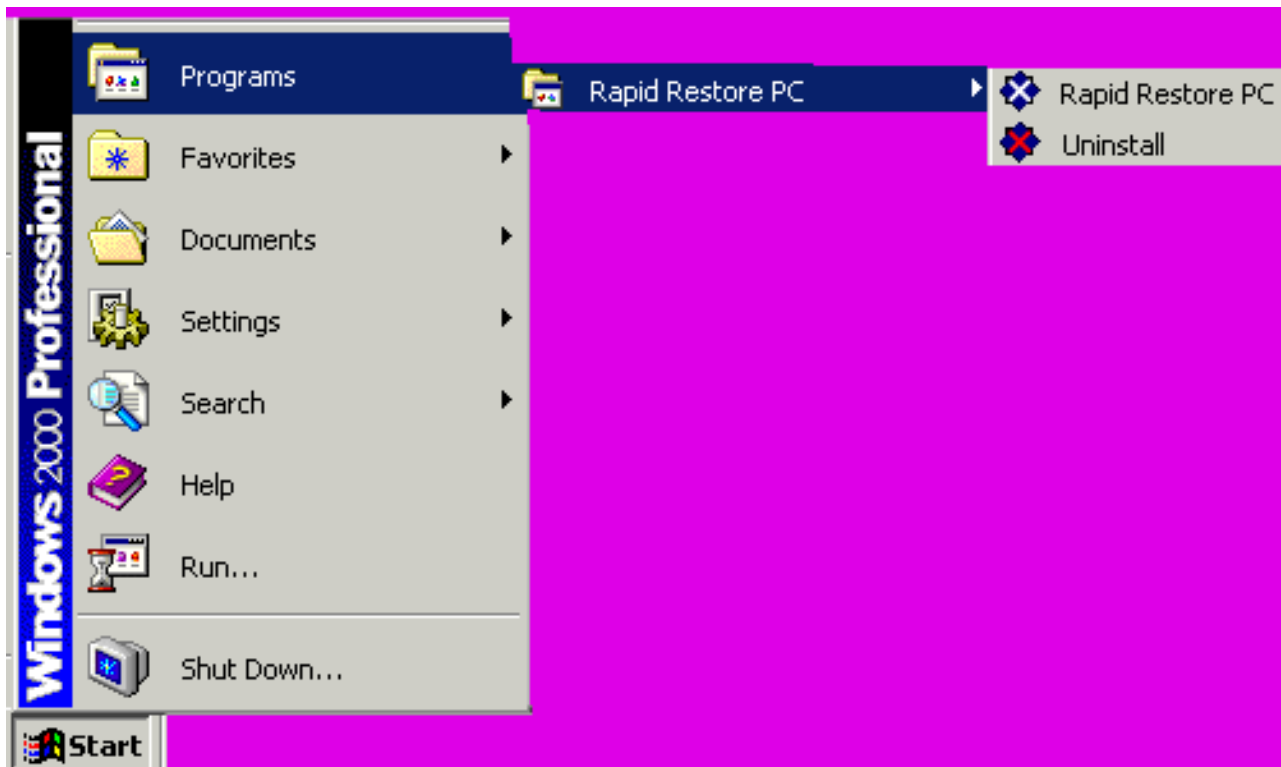 Windows 2000 Professional
Programs
Favorites
Documents
Settings
Search
Help
Run...
Shut Down...
Start
Rapid Restore PC
Rapid Restore PC
Uninstall